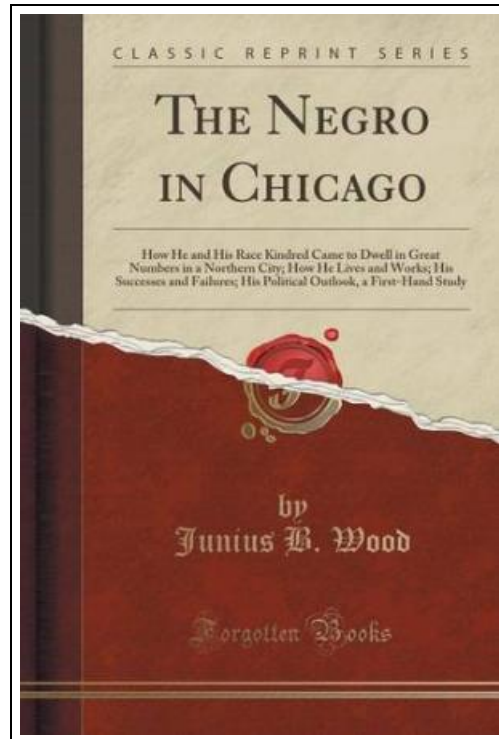 CLASSIC REPRINT SERIES
THE NEGRO
IN CHICAGO
How He and His Race Kindred Came to Dwell in Great
Numbers in a Northern City; How He Lives and Works; His
Successes and Failures; His Political Outlook, a First-Hand Study
by
Junius B. Wood
Forgotten Books